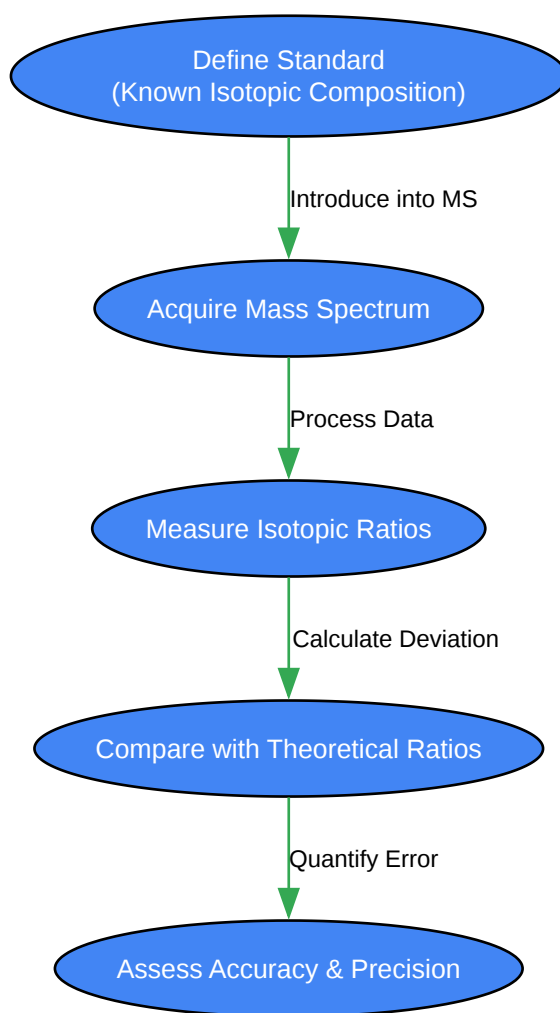 Define Standard
(Known Isotopic Composition)
Introduce into MS
Acquire Mass Spectrum
Process Data
Measure Isotopic Ratios
Calculate Deviation
Compare with Theoretical Ratios
Quantify Error
Assess Accuracy & Precision